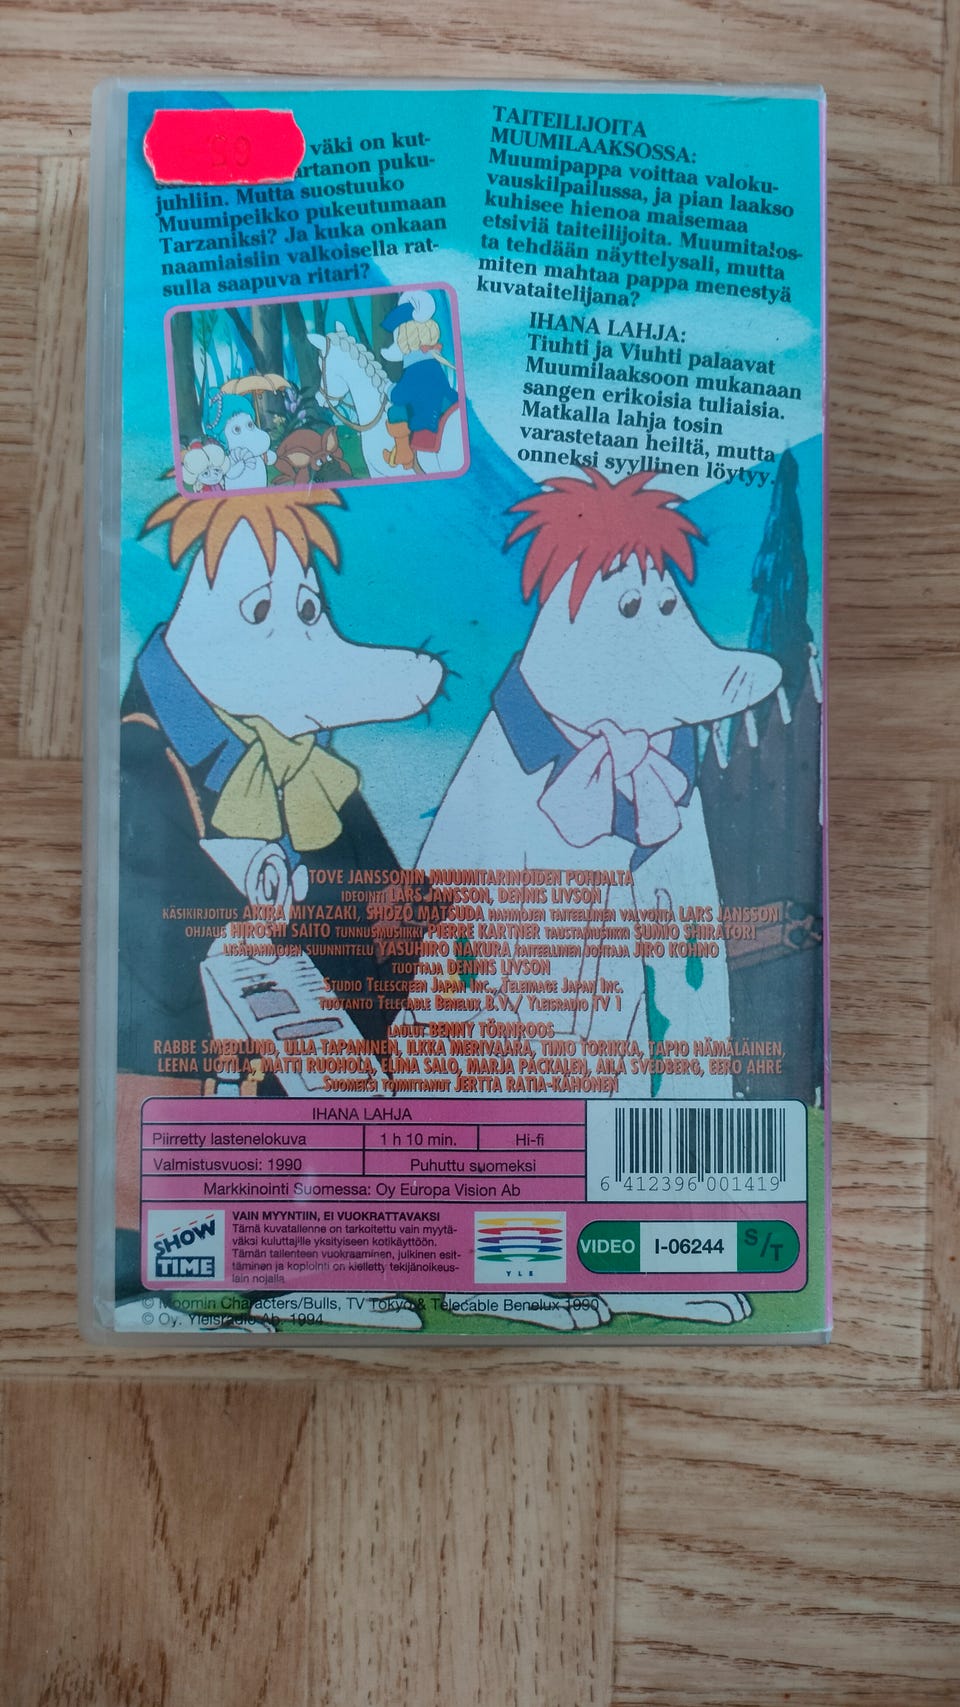 väki on kut-
artanon puku-
juhliin. Mutta suostuuko
Muumipeikko pukeutumaan
Tarzaniksi? Ja kuka onkaan
naamiaisiin valkoisella rat-
sulla saapuva ritari?
TAITEILIJOITA
MUUMILAAKSOSSA:
Muumipappa voittaa valoku-
vauskilpailussa, ja pian laakso
kuhisee hienoa maisemaa
etsiviä taiteilijoita. Muumitalos-
ta tehdään näyttelysali, mutta
miten mahtaa pappa menestyä
kuvataitelijana?
IHANA LAHJA:
Tiuhti ja Viuhti palaavat
Muumilaaksoon mukanaan
sangen erikoisia tuliaisia.
Matkalla lahja tosin
varastetaan heiltä, mutta
onneksi syyllinen löytyy.
TOVE JANSSONIN MUUMITARINOIDEN POHJALTA
IDEOINTI LARS JANSSON, DENNIS LIVSON
KÄSIKIRJOITUS AKIRA MIYAZAKI, SHOZO MATSUDA HAHMOJEN TAITEELLINEN VALVONTA LARS JANSSON
OHJAUS HIROSHI SAITO TUNNUSMUSIIKKI PIERRE KARTNER TAUSTAMUSIIKKI SUMIO SHIRATORI
LISÄHAHMOJEN SUUNNITTELU YASUHIRO NAKURA TAITEELLINEN JOHTAJA JIRO KOHNO
TUOTTAJA DENNIS LIVSON
STUDIO TELESCREEN JAPAN INC., TELEIMAGE JAPAN INC.
TUOTANTO TELECABLE BENELUX B.V. / YLEISRADIO TV 1
LAULUT BENNY TÖRNROOS
RABBE SMEDLUND, ULLA TAPANINEN, ILKKA MERIVAARA, TIMO TORIKKA, TAPIO HÄMÄLÄINEN,
LEENA UOTILA, MATTI RUOHOLA, ELINA SALO, MARJA PACKALEN, AILA SVEDBERG, EERO AHRE
SUOMEKSI TOIMITTANUT JERTTA RATIA-KÄHÖNEN
IHANA LAHJA
Piirretty lastenelokuva 1 h 10 min. Hi-fi
Valmistusvuosi: 1990 Puhuttu suomeksi
Markkinointi Suomessa: Oy Europa Vision Ab
6 412396 001419
SHOW
TIME
VAIN MYYNTIIN, EI VUOKRATTAVAKSI
Tämä kuvatallenne on tarkoitettu vain myytä-
väksi kuluttajille yksityiseen kotikäyttöön.
Tämän tallenteen vuokraaminen, julkinen esit-
täminen ja kopiointi on kielletty tekijänoikeus-
lain nojalla.
YLE
VIDEO I-06244 S/T
© Moomin Characters/Bulls, TV Tokyo & Telecable Benelux 1990
© Oy. Yleisradio Ab. 1994